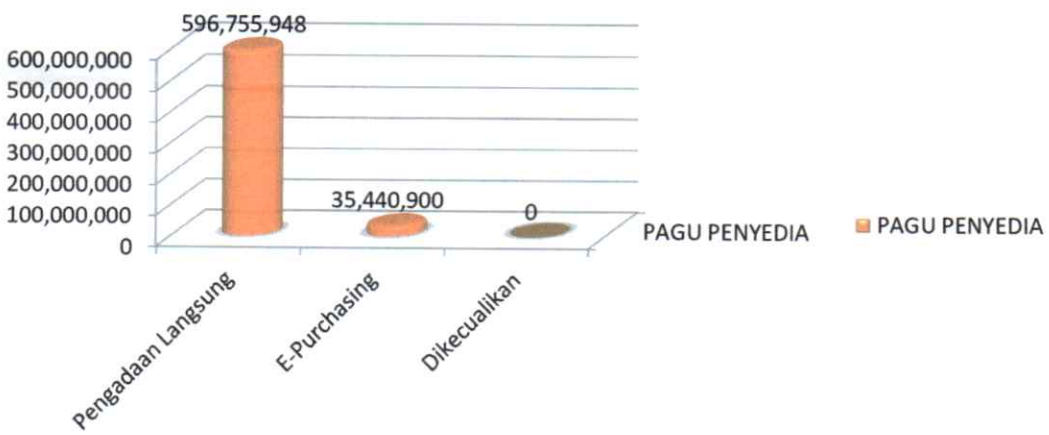 596,755,948
600,000,000
500,000,000
400,000,000
300,000,000
200,000,000
100,000,000
0
35,440,900
0
PAGU PENYEDIA
PAGU PENYEDIA
Pengadaan Langsung
E-Purchasing
Dikecualikan